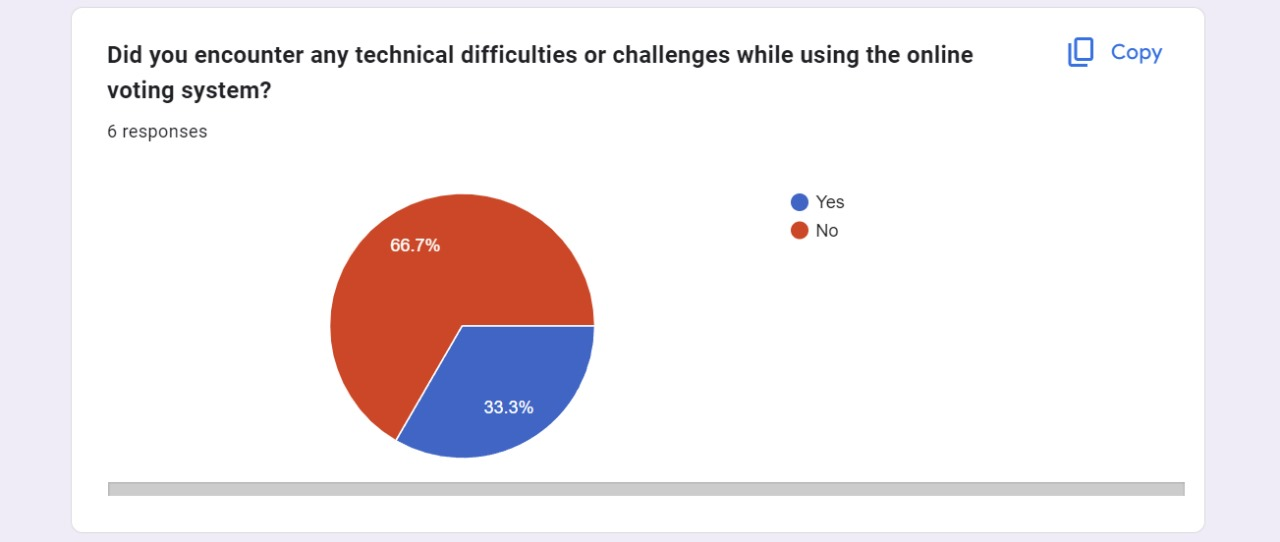 Did you encounter any technical difficulties or challenges while using the online
voting system?
Copy
6 responses
Yes
No
66.7%
33.3%